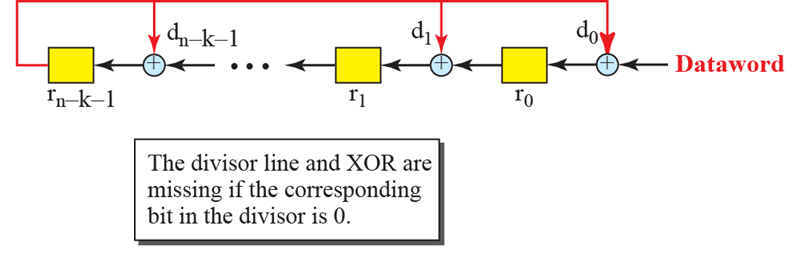 dn–k–1 d1 d0
Dataword
rn–k–1 r1 r0
The divisor line and XOR are
missing if the corresponding
bit in the divisor is 0.